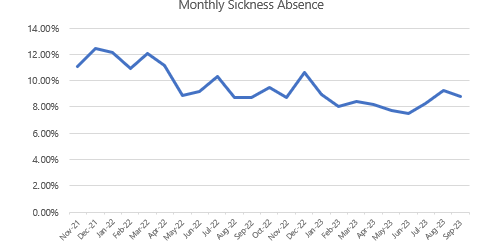 Monthly Sickness Absence
14.00%
12.00%
10.00%
8.00%
6.00%
4.00%
2.00%
0.00%
Nov-21
Dec-21
Jan-22
Feb-22
Mar-22
Apr-22
May-22
Jun-22
Jul-22
Aug-22
Sep-22
Oct-22
Nov-22
Dec-22
Jan-23
Feb-23
Mar-23
Apr-23
May-23
Jun-23
Jul-23
Aug-23
Sep-23